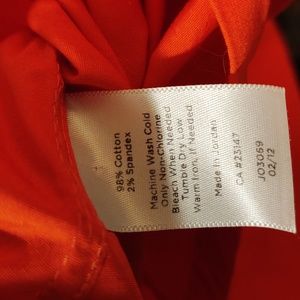 98% Cotton
2% Spandex
Machine Wash Cold
Only Non-Chlorine
Bleach When Needed
Tumble Dry Low
Warm Iron, If Needed
Made In Jordan
CA #23147
JO3069
02/12